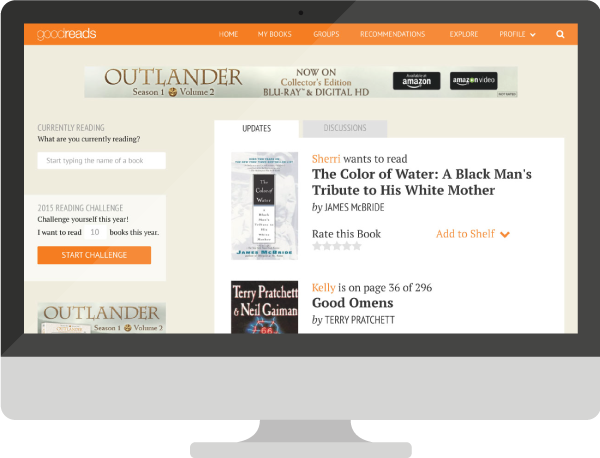 goodreads
HOME MY BOOKS GROUPS RECOMMENDATIONS EXPLORE PROFILE
OUTLANDER
Season 1 Volume 2
NOW ON
Collector's Edition
BLU-RAY™ & DIGITAL HD
Available at
amazon
amazon video
CURRENTLY READING
What are you currently reading?
Start typing the name of a book
2015 READING CHALLENGE
Challenge yourself this year!
I want to read 10 books this year.
START CHALLENGE
OUTLANDER
Season 1 Volume 2
UPDATES DISCUSSIONS
The
Color of
Water
A Black
Man's
Tribute to
His White
Mother
James McBride
Sherri wants to read
The Color of Water: A Black Man's
Tribute to His White Mother
by JAMES McBRIDE
Rate this Book
Add to Shelf
Terry Pratchett
& Neil Gaiman
Kelly is on page 36 of 296
Good Omens
by TERRY PRATCHETT